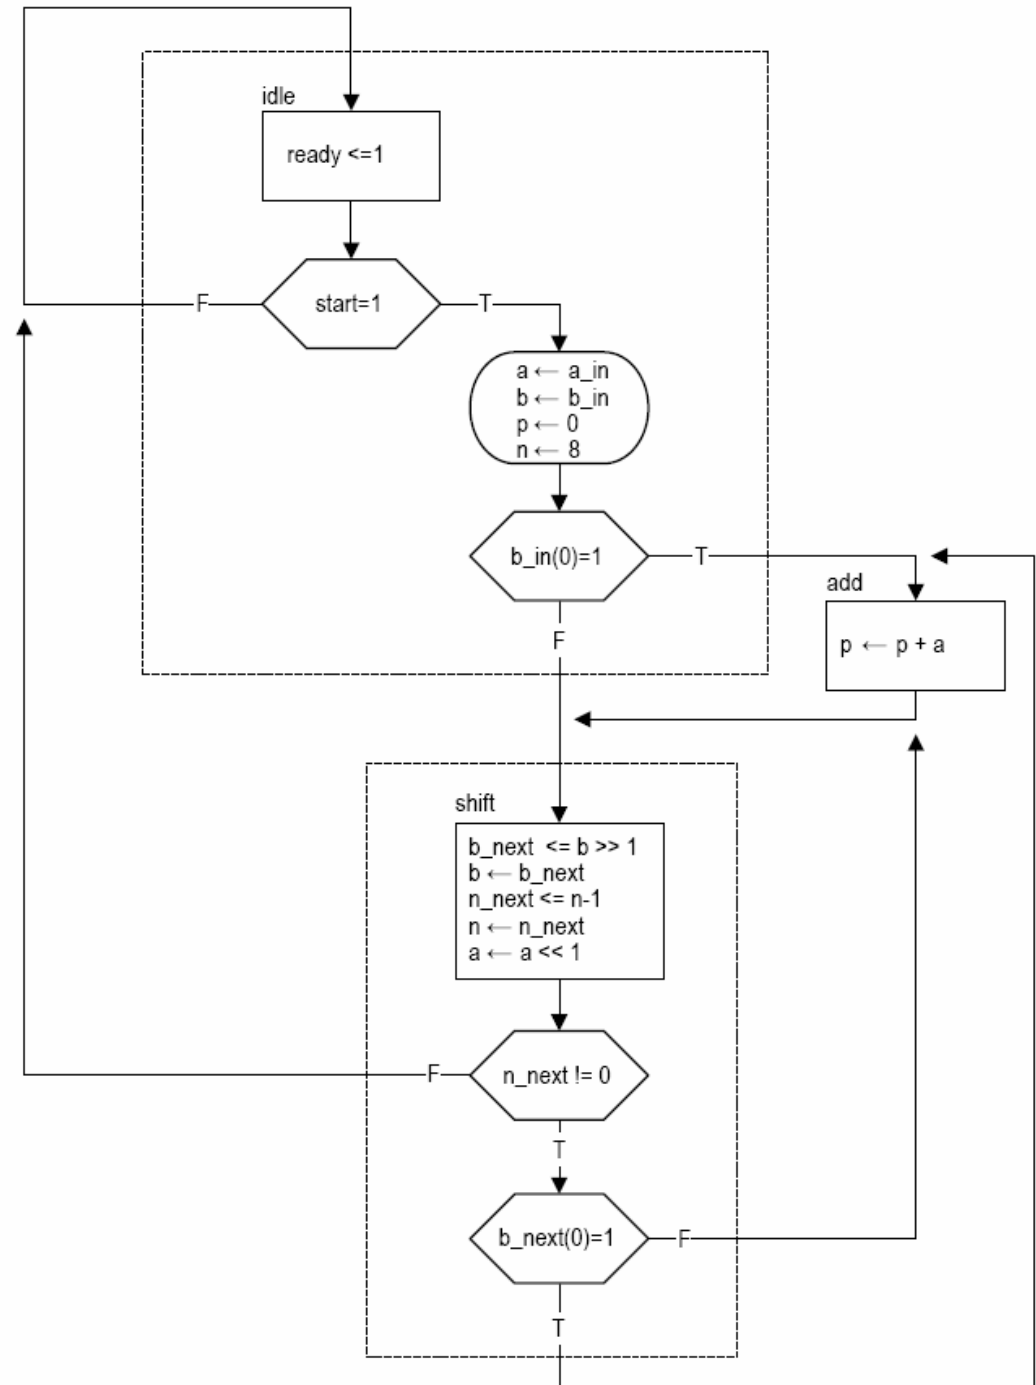 idle
ready <=1
start=1
F
T
a ← a_in
b ← b_in
p ← 0
n ← 8
b_in(0)=1
T
F
add
p ← p + a
shift
b_next <= b >> 1
b ← b_next
n_next <= n-1
n ← n_next
a ← a << 1
n_next != 0
F
T
b_next(0)=1
F
T